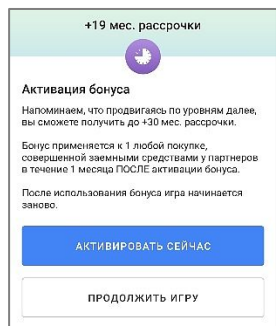 +19 мес. рассрочки
Активация бонуса
Напоминаем, что продвигаясь по уровням далее,
вы сможете получить до +30 мес. рассрочки.
Бонус применяется к 1 любой покупке,
совершенной заемными средствами у партнеров
в течение 1 месяца ПОСЛЕ активации бонуса.
После использования бонуса игра начинается
заново.
АКТИВИРОВАТЬ СЕЙЧАС
ПРОДОЛЖИТЬ ИГРУ